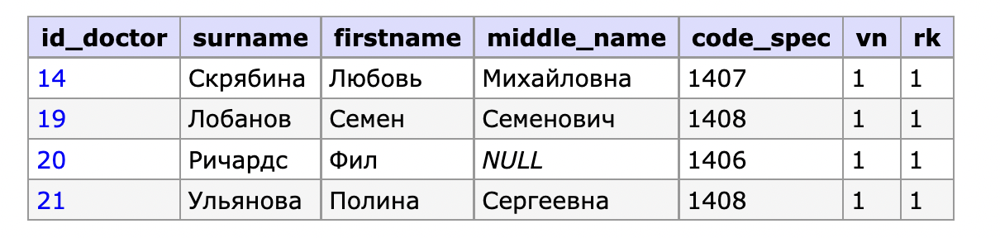 id_doctor surname firstname middle_name code_spec vn rk
14 Скрябина Любовь Михайловна 1407 1 1
19 Лобанов Семен Семенович 1408 1 1
20 Ричардс Фил NULL 1406 1 1
21 Ульянова Полина Сергеевна 1408 1 1